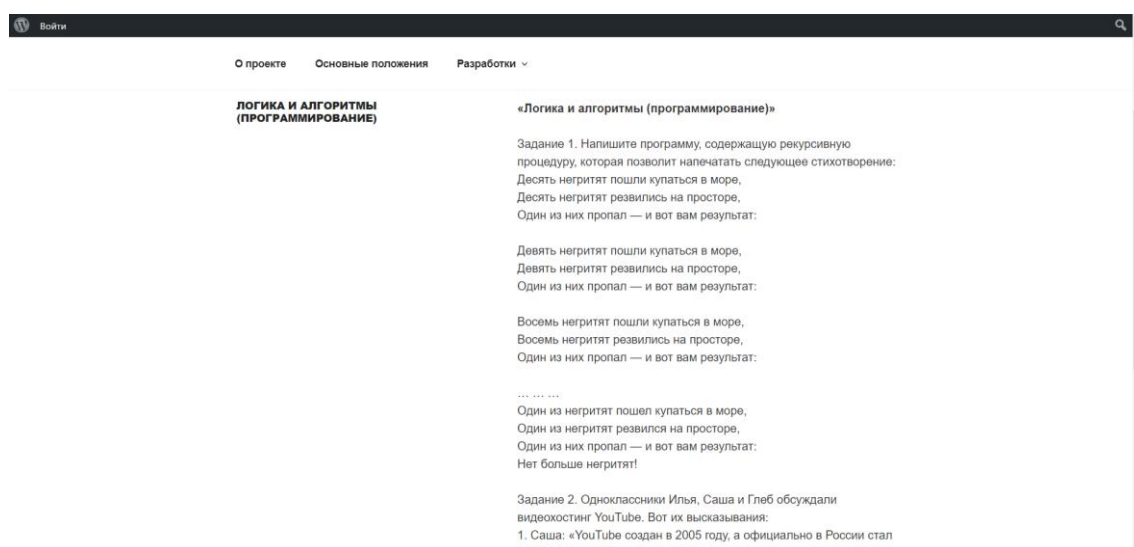 Войти
О проекте Основные положения Разработки
ЛОГИКА И АЛГОРИТМЫ
(ПРОГРАММИРОВАНИЕ)
«Логика и алгоритмы (программирование)»
Задание 1. Напишите программу, содержащую рекурсивную
процедуру, которая позволит напечатать следующее стихотворение:
Десять негритят пошли купаться в море,
Десять негритят резвились на просторе,
Один из них пропал — и вот вам результат:
Девять негритят пошли купаться в море,
Девять негритят резвились на просторе,
Один из них пропал — и вот вам результат:
Восемь негритят пошли купаться в море,
Восемь негритят резвились на просторе,
Один из них пропал — и вот вам результат:
… … …
Один из негритят пошел купаться в море,
Один из негритят резвился на просторе,
Один из них пропал — и вот вам результат:
Нет больше негритят!
Задание 2. Одноклассники Илья, Саша и Глеб обсуждали
видеохостинг YouTube. Вот их высказывания:
1. Саша: «YouTube создан в 2005 году, а официально в России стал